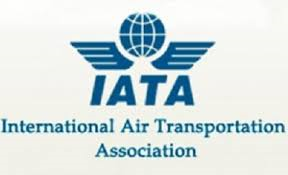 IATA
International Air Transportation
Association